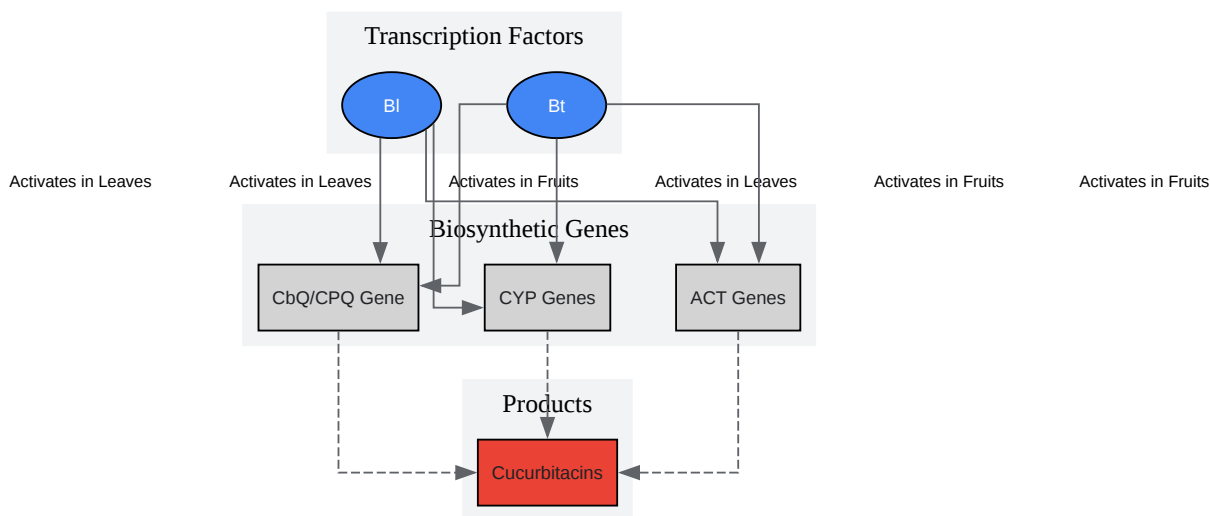 Transcription Factors
Bl
Bt
Activates in Leaves
Activates in Leaves
Activates in Fruits
Activates in Leaves
Activates in Fruits
Activates in Fruits
Biosynthetic Genes
CbQ/CPQ Gene
CYP Genes
ACT Genes
Products
Cucurbitacins